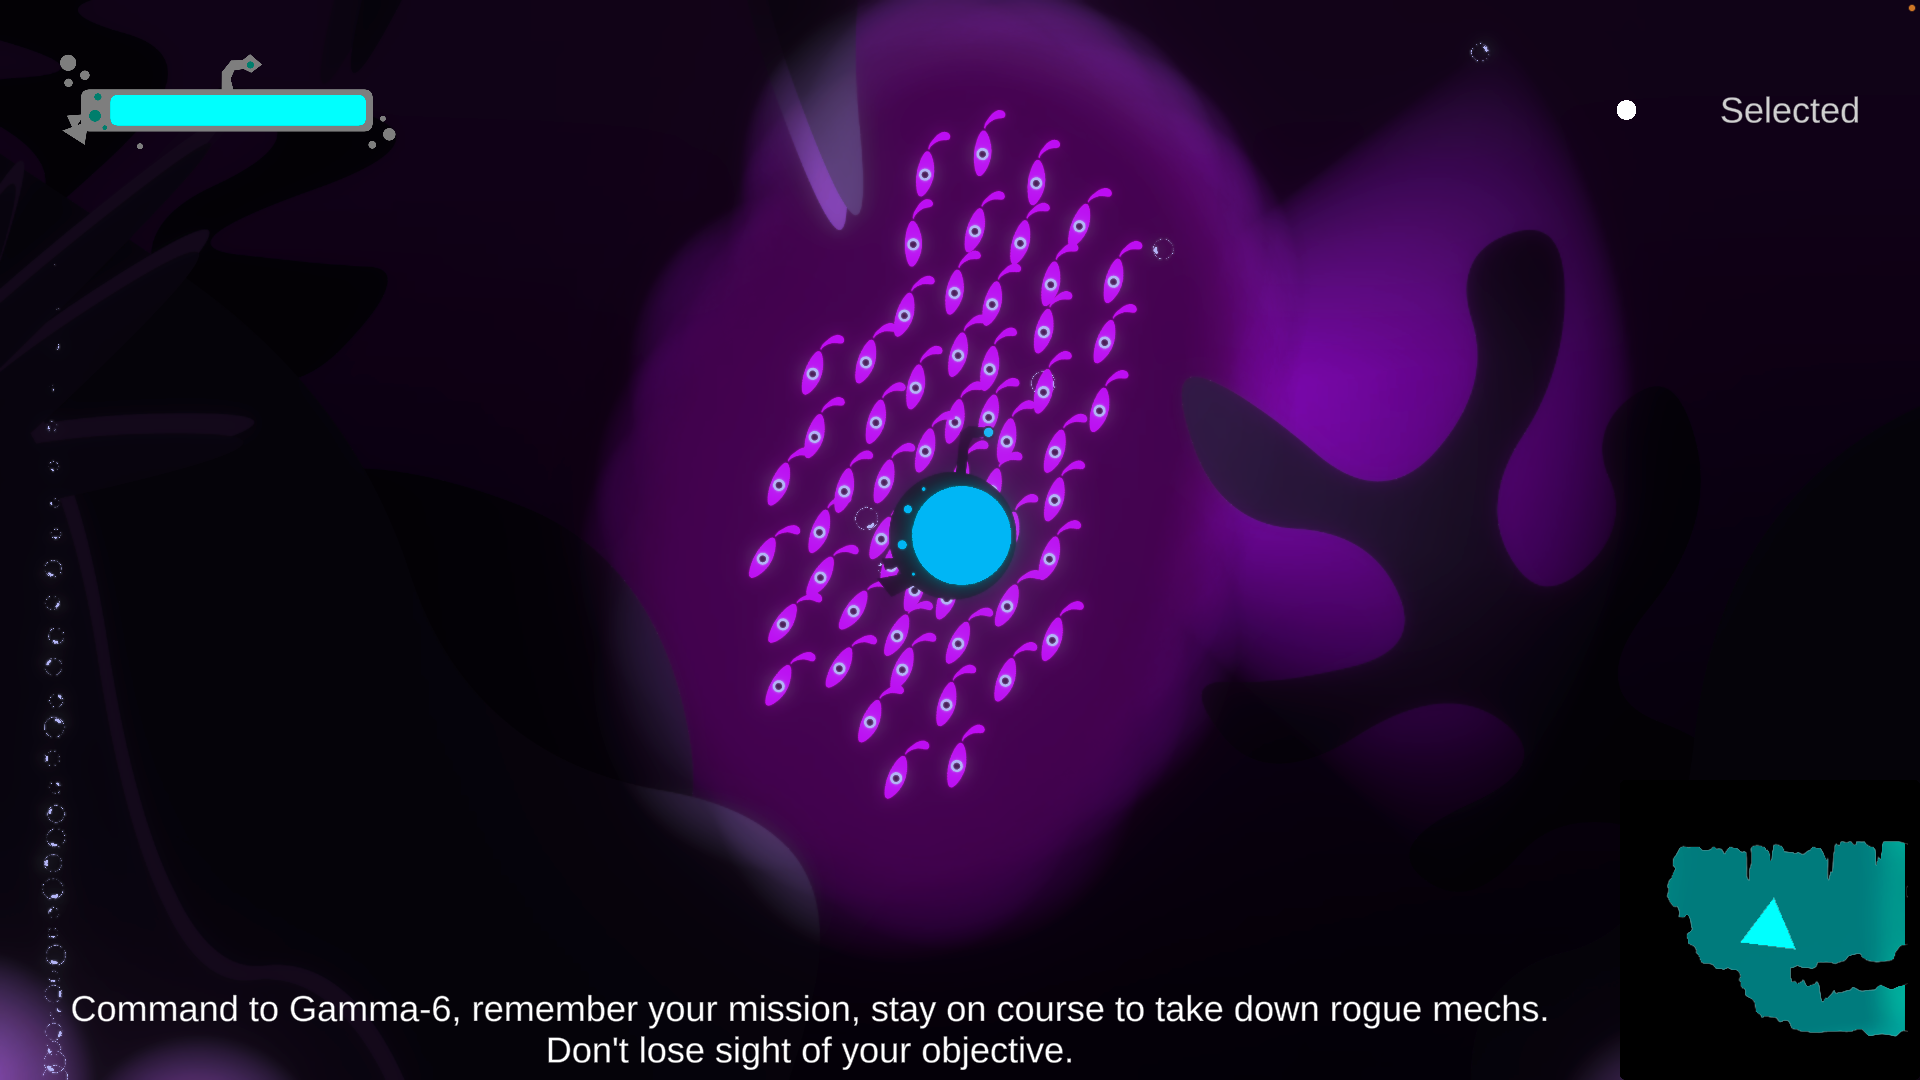 Selected
Command to Gamma-6, remember your mission, stay on course to take down rogue mechs.
Don't lose sight of your objective.